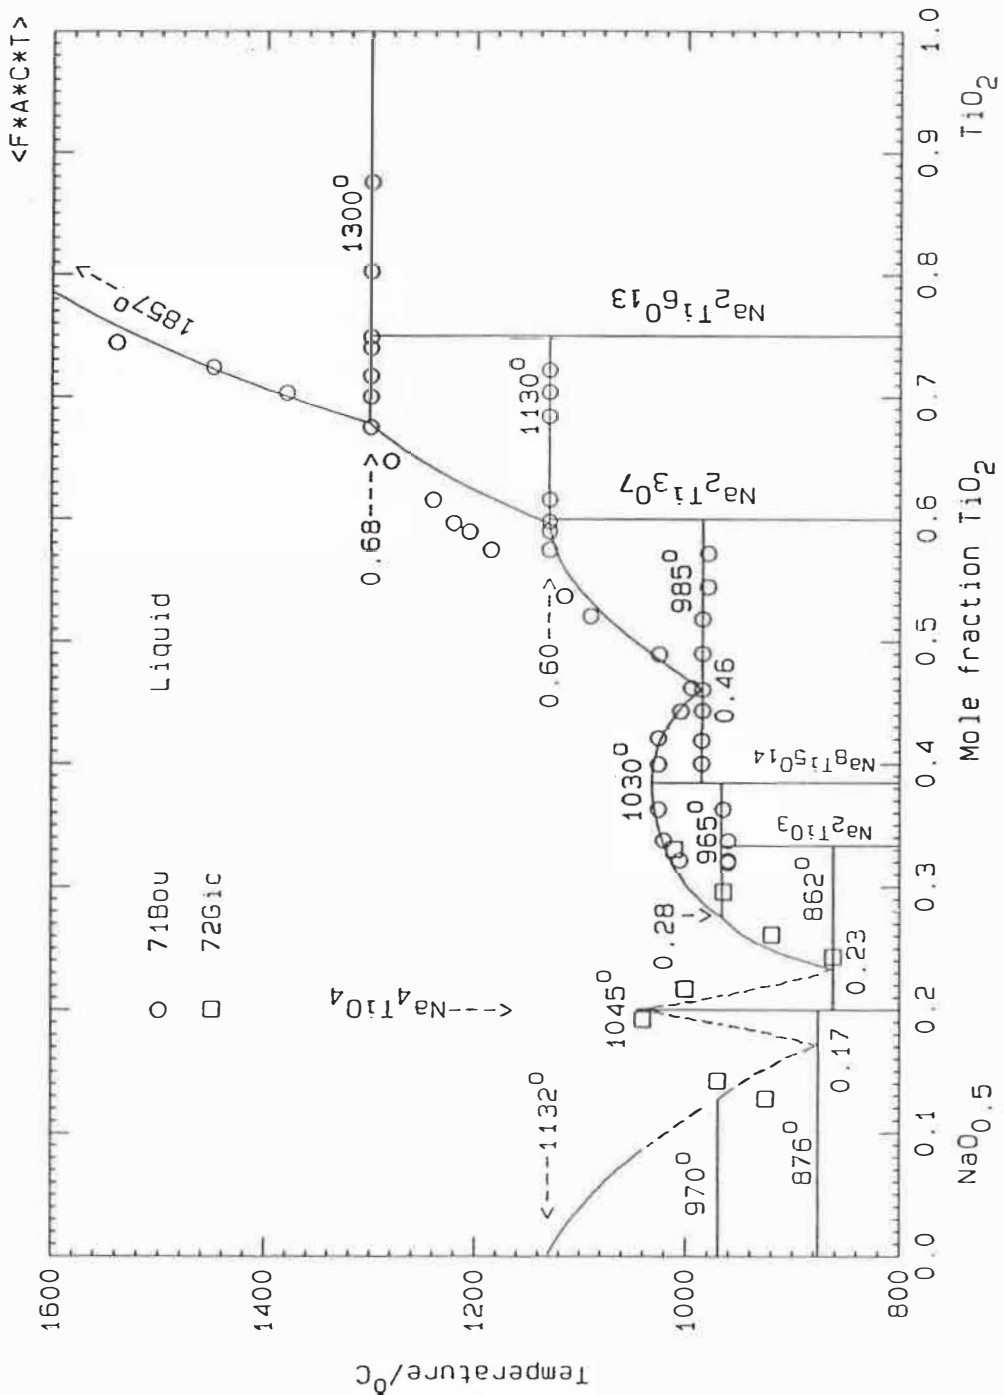 <F*A*C*T>
1600
1400
1200
1000
800
Temperature/°C
○ 71Bou
□ 72Gic
Liquid
1857°
1300°
0.68---->
1130°
0.60---->
1132°
Na4TiO4
1045°
1030°
985°
0.46
970°
965°
0.28
876°
862°
0.17
0.23
Na2TiO3
Na8Ti5O14
Na2Ti3O7
Na2Ti6O13
0.0 0.1 0.2 0.3 0.4 0.5 0.6 0.7 0.8 0.9 1.0
NaO0.5 Mole fraction TiO2 TiO2